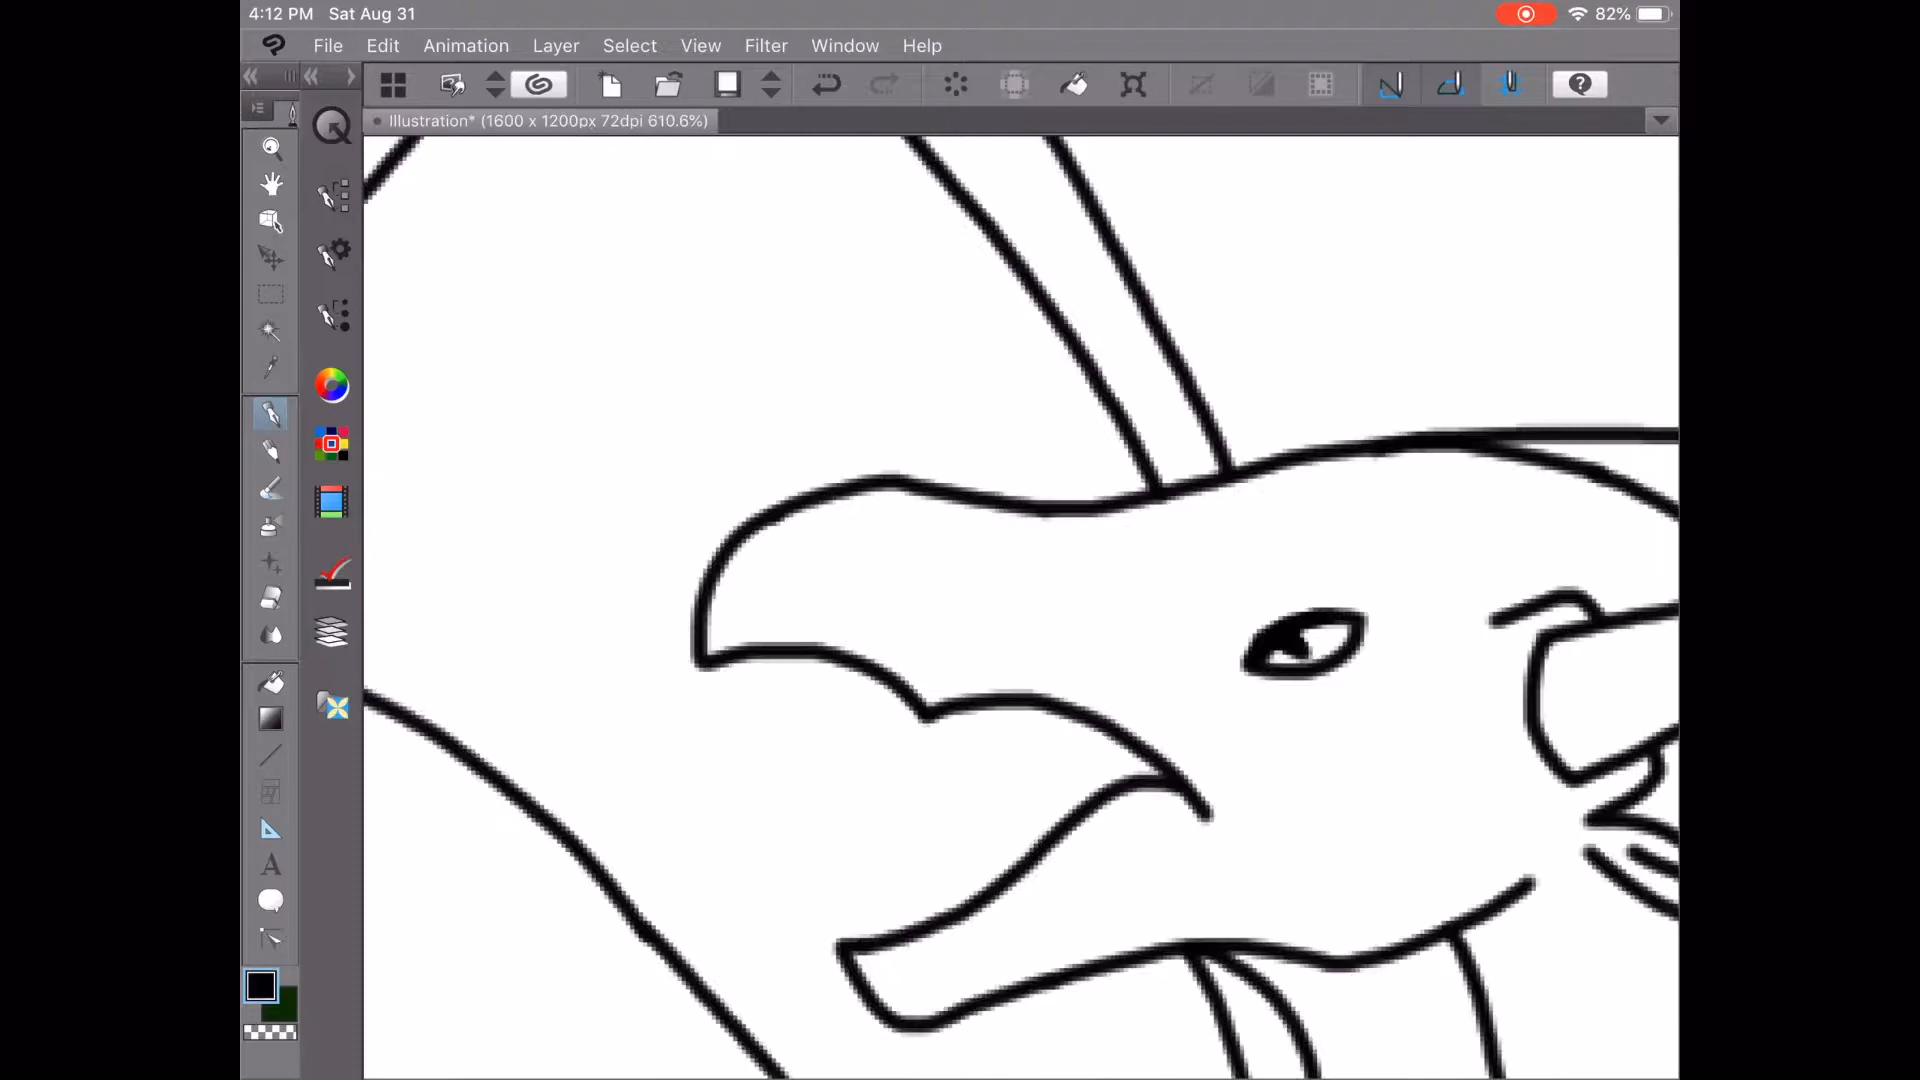 4:12 PM Sat Aug 31 82%
File Edit Animation Layer Select View Filter Window Help
Illustration* (1600 x 1200px 72dpi 610.6%)
A